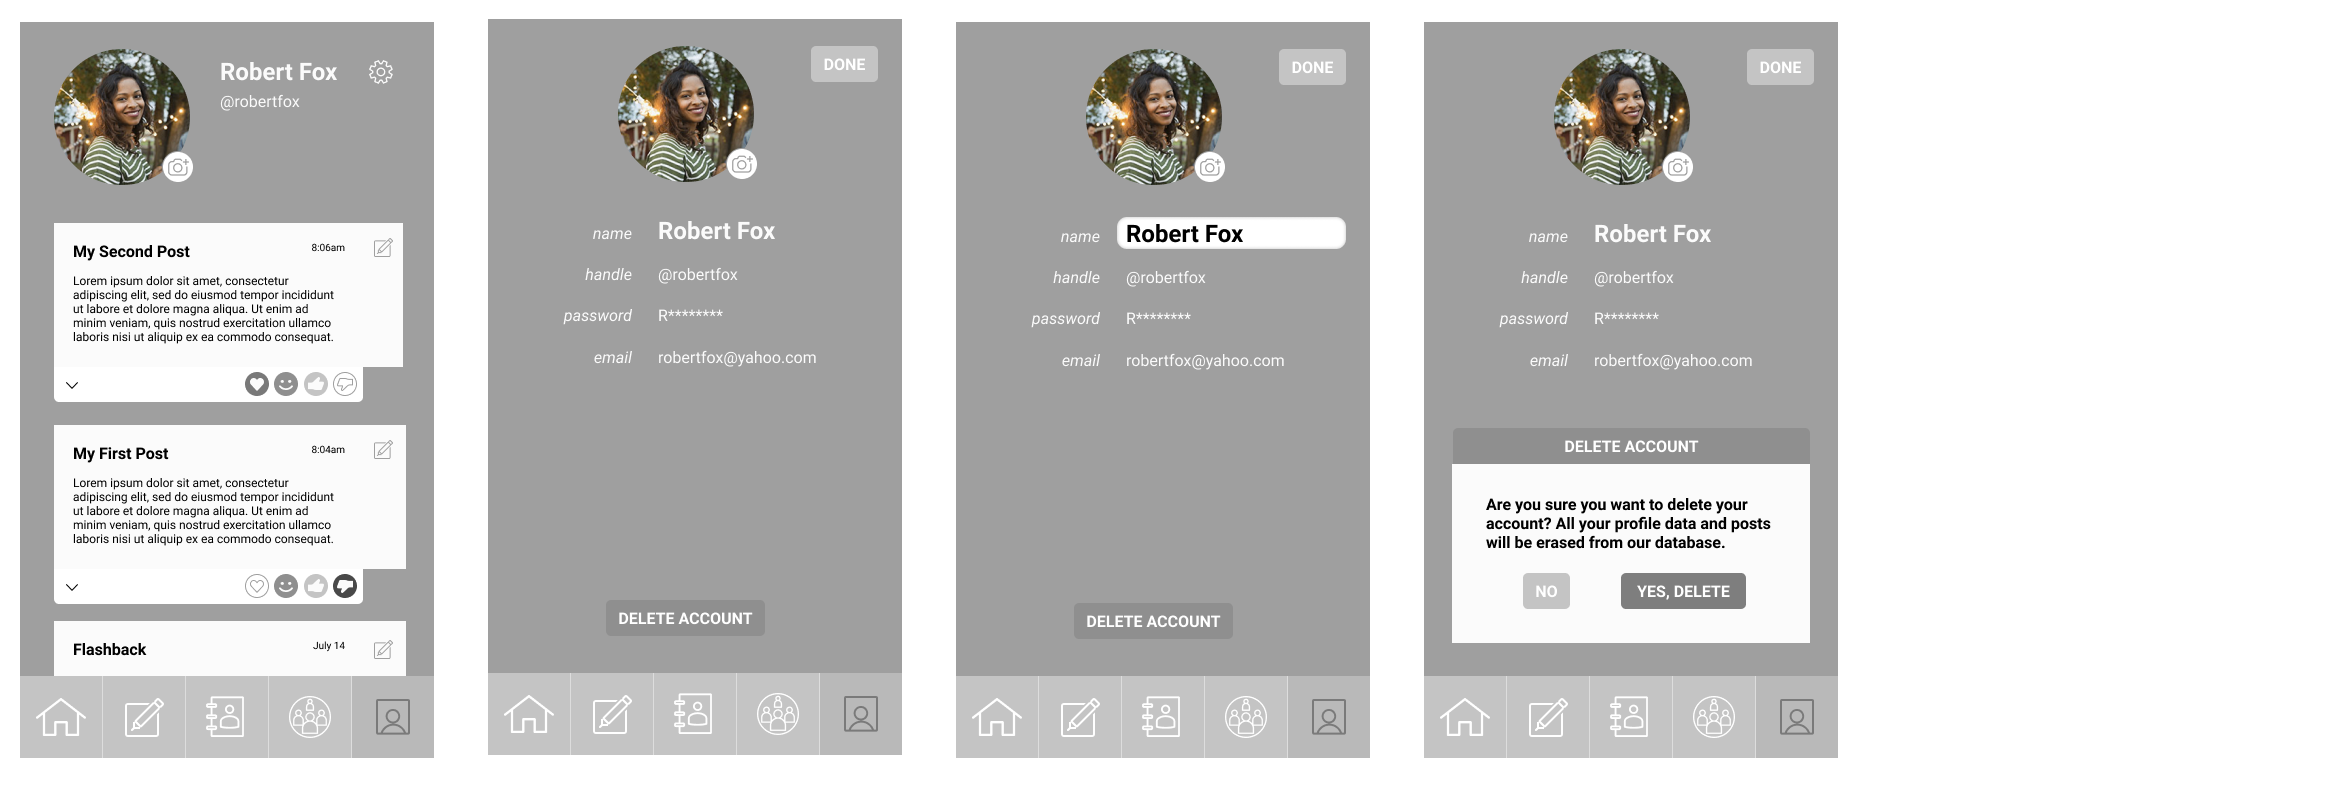 Robert Fox
@robertfox
My Second Post
8:06am
Lorem ipsum dolor sit amet, consectetur
adipiscing elit, sed do eiusmod tempor incididunt
ut labore et dolore magna aliqua. Ut enim ad
minim veniam, quis nostrud exercitation ullamco
laboris nisi ut aliquip ex ea commodo consequat.
My First Post
8:04am
Lorem ipsum dolor sit amet, consectetur
adipiscing elit, sed do eiusmod tempor incididunt
ut labore et dolore magna aliqua. Ut enim ad
minim veniam, quis nostrud exercitation ullamco
laboris nisi ut aliquip ex ea commodo consequat.
Flashback
July 14
DONE
name Robert Fox
handle @robertfox
password R********
email robertfox@yahoo.com
DELETE ACCOUNT
DONE
name Robert Fox
handle @robertfox
password R********
email robertfox@yahoo.com
DELETE ACCOUNT
DONE
name Robert Fox
handle @robertfox
password R********
email robertfox@yahoo.com
DELETE ACCOUNT
Are you sure you want to delete your
account? All your profile data and posts
will be erased from our database.
NO
YES, DELETE